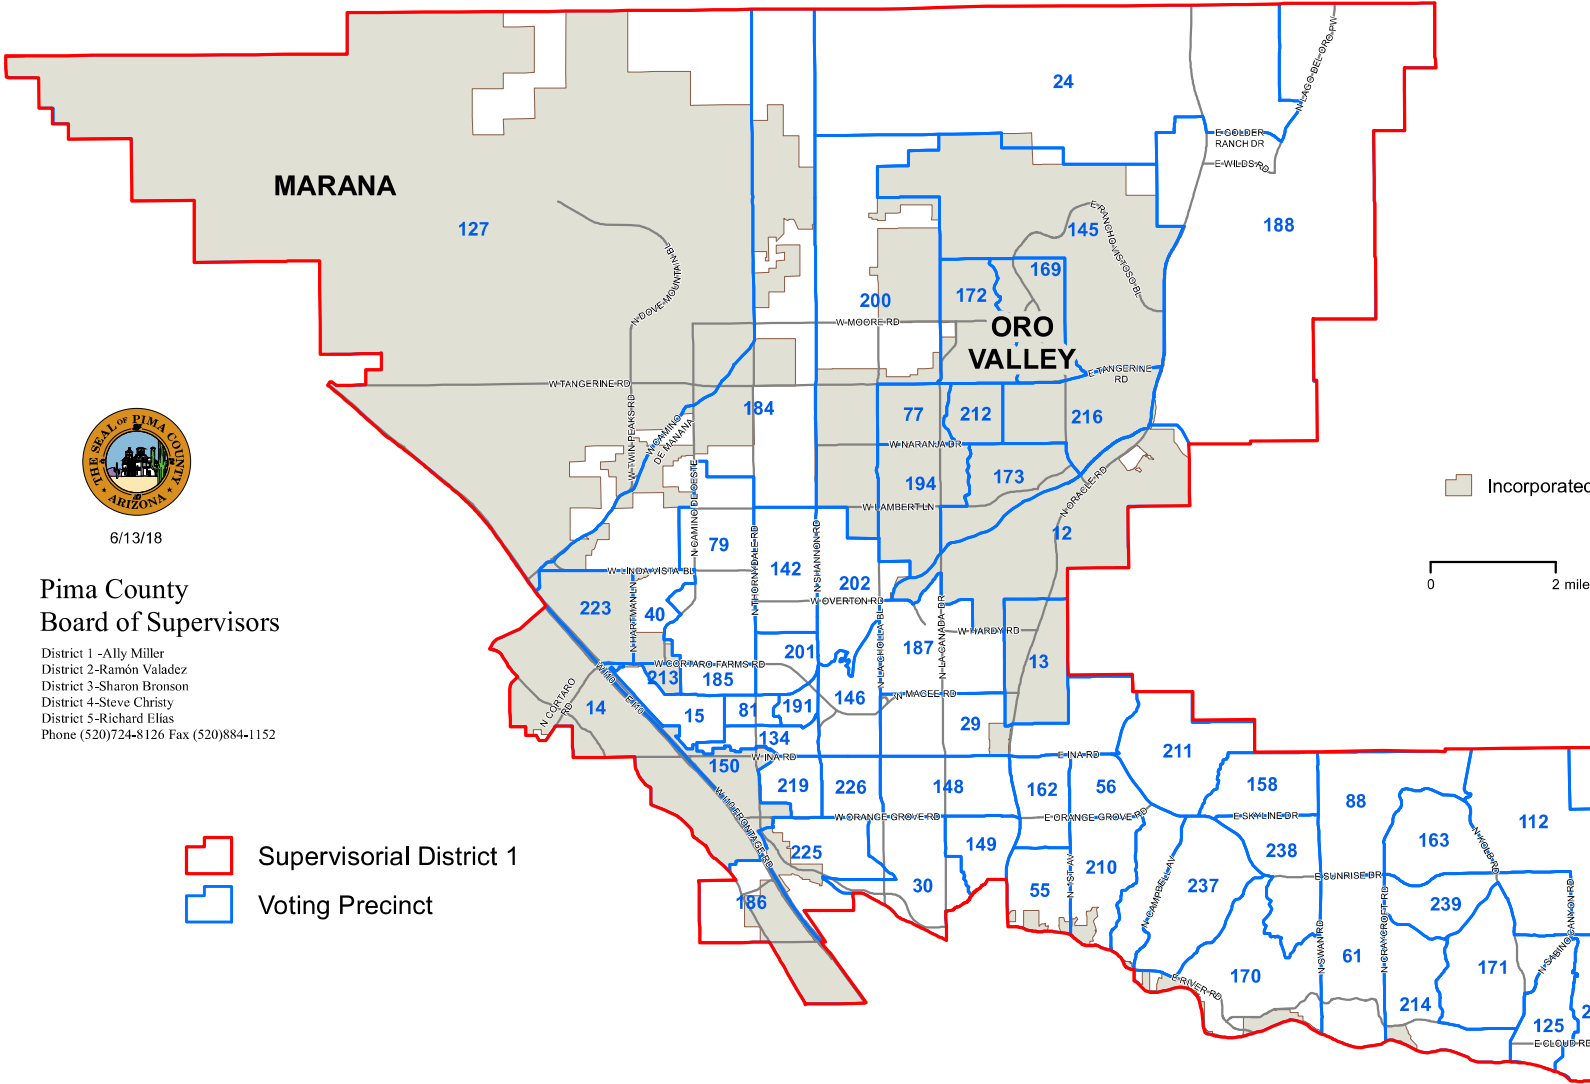 24
N LAGO DEL ORO PW
E GOLDER
RANCH DR
E WILDS RD
MARANA
127
188
E RANCHO VISTOSO BL
145
169
N DOVE MOUNTAIN BL
200
172
W MOORE RD
ORO
VALLEY
E TANGERINE
RD
W TANGERINE RD
184
77
212
216
W TWIN PEAKS RD
W CAMINO
DE MANANA
W NARANJA DR
THE SEAL OF PIMA COUNTY
ARIZONA
6/13/18
194
173
N ORACLE RD
Incorporated
N CAMINO DE OESTE
W LAMBERT LN
12
79
N THORNYDALE RD
N SHANNON RD
142
W LINDA VISTA BL
202
0
2 mile
Pima County
Board of Supervisors
District 1 -Ally Miller
District 2-Ramón Valadez
District 3-Sharon Bronson
District 4-Steve Christy
District 5-Richard Elías
Phone (520)724-8126 Fax (520)884-1152
223
N HARTMAN LN
40
W OVERTON RD
N LA CHOLLA BL
N LA CANADA DR
W HARDY RD
187
13
201
W CORTARO FARMS RD
213
185
W I10
E I10
N CORTARO
RD
14
15
81
191
146
N MAGEE RD
29
134
W INA RD
E INA RD
211
150
219
226
148
162
56
158
88
112
W I10 FRONTAGE RD
W ORANGE GROVE RD
E ORANGE GROVE RD
E SKYLINE DR
163
N KOLB RD
225
149
238
E SUNRISE DR
30
55
N 1ST AV
210
N CAMPBELL AV
237
239
186
N SWAN RD
N CRAYCROFT RD
N SABINO CANYON RD
E RIVER RD
170
61
171
214
125
2
E CLOUD RD
Supervisorial District 1
Voting Precinct